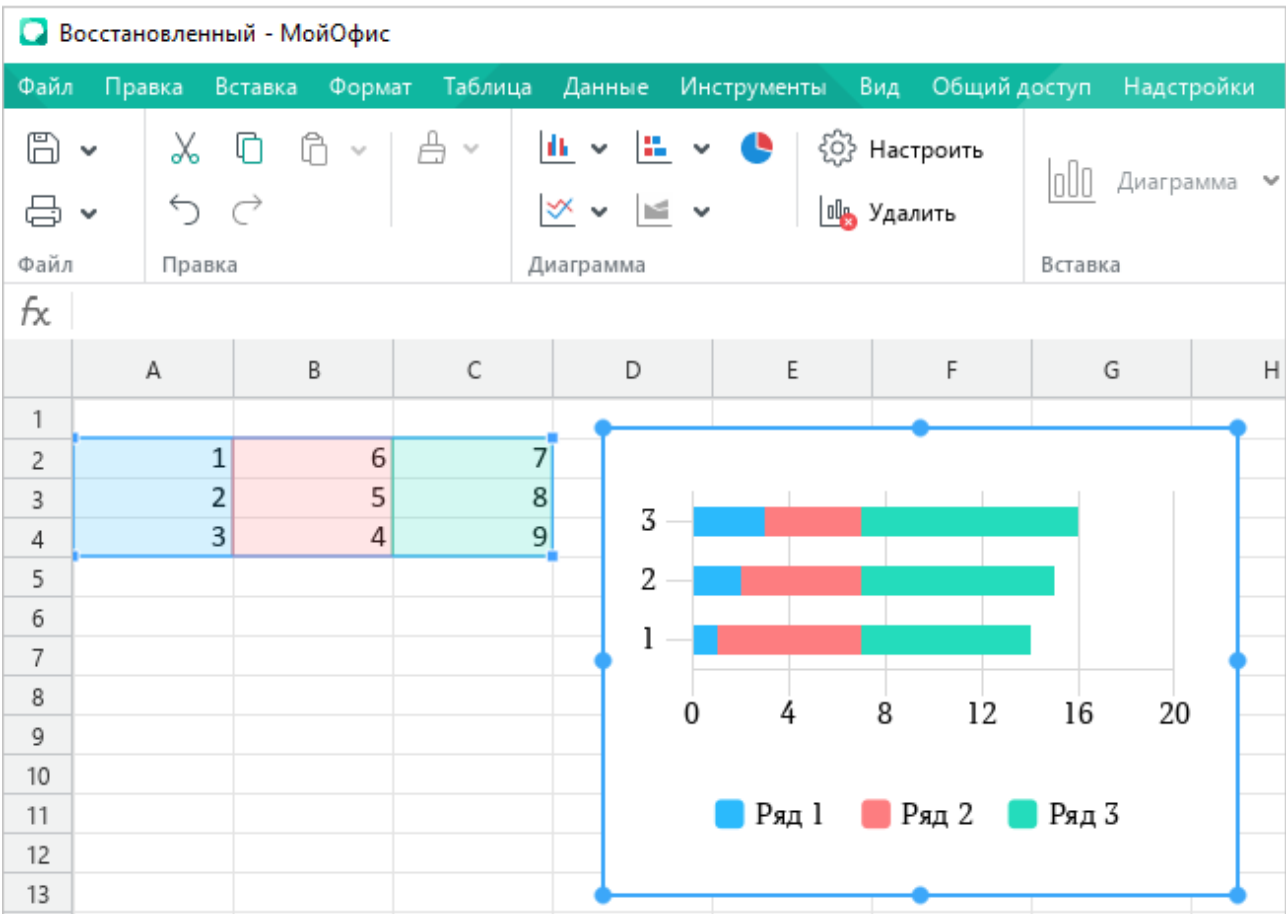 Восстановленный - МойОфис
Файл Правка Вставка Формат Таблица Данные Инструменты Вид Общий доступ Надстройки
Настроить
Диаграмма
Удалить
Файл Правка Диаграмма Вставка
fx
A B C D E F G H
1
2 1 6 7
3 2 5 8
4 3 4 9
5
6
7
8
9
10
11
12
13
3
2
1
0 4 8 12 16 20
Ряд 1 Ряд 2 Ряд 3